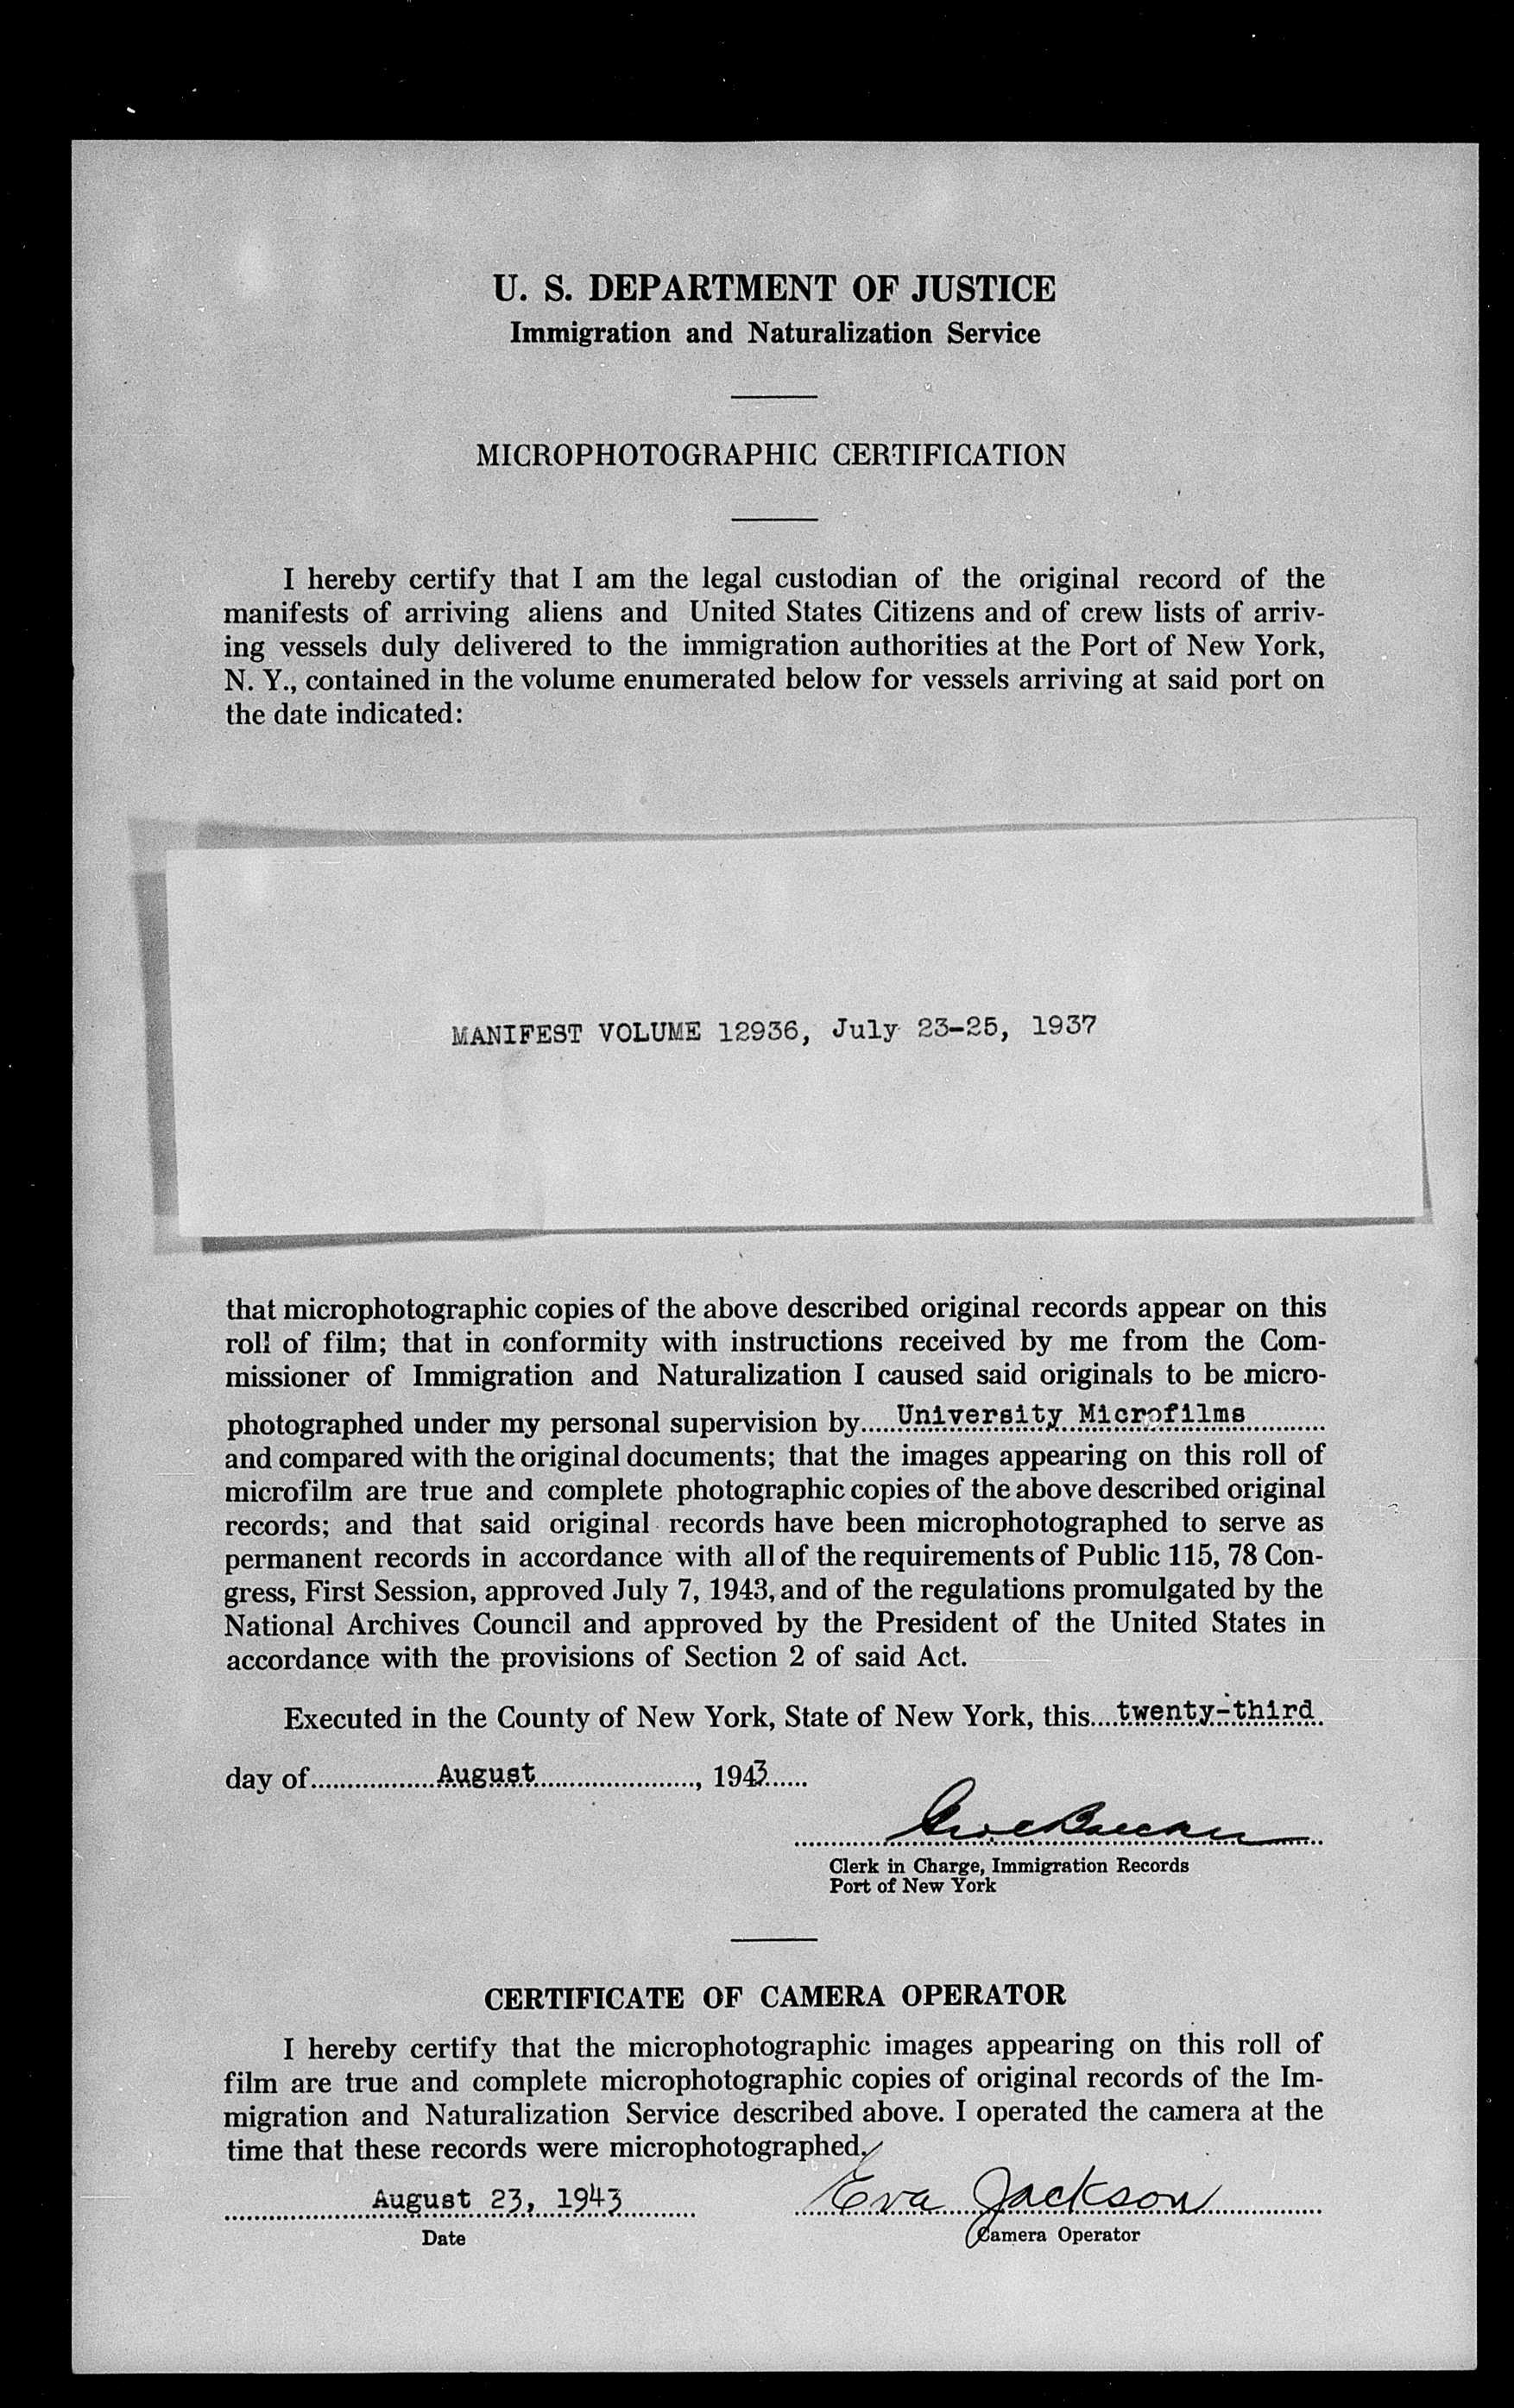 U. S. DEPARTMENT OF JUSTICE
Immigration and Naturalization Service
MICROPHOTOGRAPHIC CERTIFICATION
I hereby certify that I am the legal custodian of the original record of the
manifests of arriving aliens and United States Citizens and of crew lists of arriv-
ing vessels duly delivered to the immigration authorities at the Port of New York,
N. Y., contained in the volume enumerated below for vessels arriving at said port on
the date indicated:
MANIFEST VOLUME 12936, July 23-25, 1937
that microphotographic copies of the above described original records appear on this
roll of film; that in conformity with instructions received by me from the Com-
missioner of Immigration and Naturalization I caused said originals to be micro-
photographed under my personal supervision by.....University Microfilms..........
and compared with the original documents; that the images appearing on this roll of
microfilm are true and complete photographic copies of the above described original
records; and that said original records have been microphotographed to serve as
permanent records in accordance with all of the requirements of Public 115, 78 Con-
gress, First Session, approved July 7, 1943, and of the regulations promulgated by the
National Archives Council and approved by the President of the United States in
accordance with the provisions of Section 2 of said Act.
Executed in the County of New York, State of New York, this....twenty-third.
day of.................August......................, 1943......
Clerk in Charge, Immigration Records
Port of New York
CERTIFICATE OF CAMERA OPERATOR
I hereby certify that the microphotographic images appearing on this roll of
film are true and complete microphotographic copies of original records of the Im-
migration and Naturalization Service described above. I operated the camera at the
time that these records were microphotographed.
August 23, 1943 Eva Jackson
Date Camera Operator